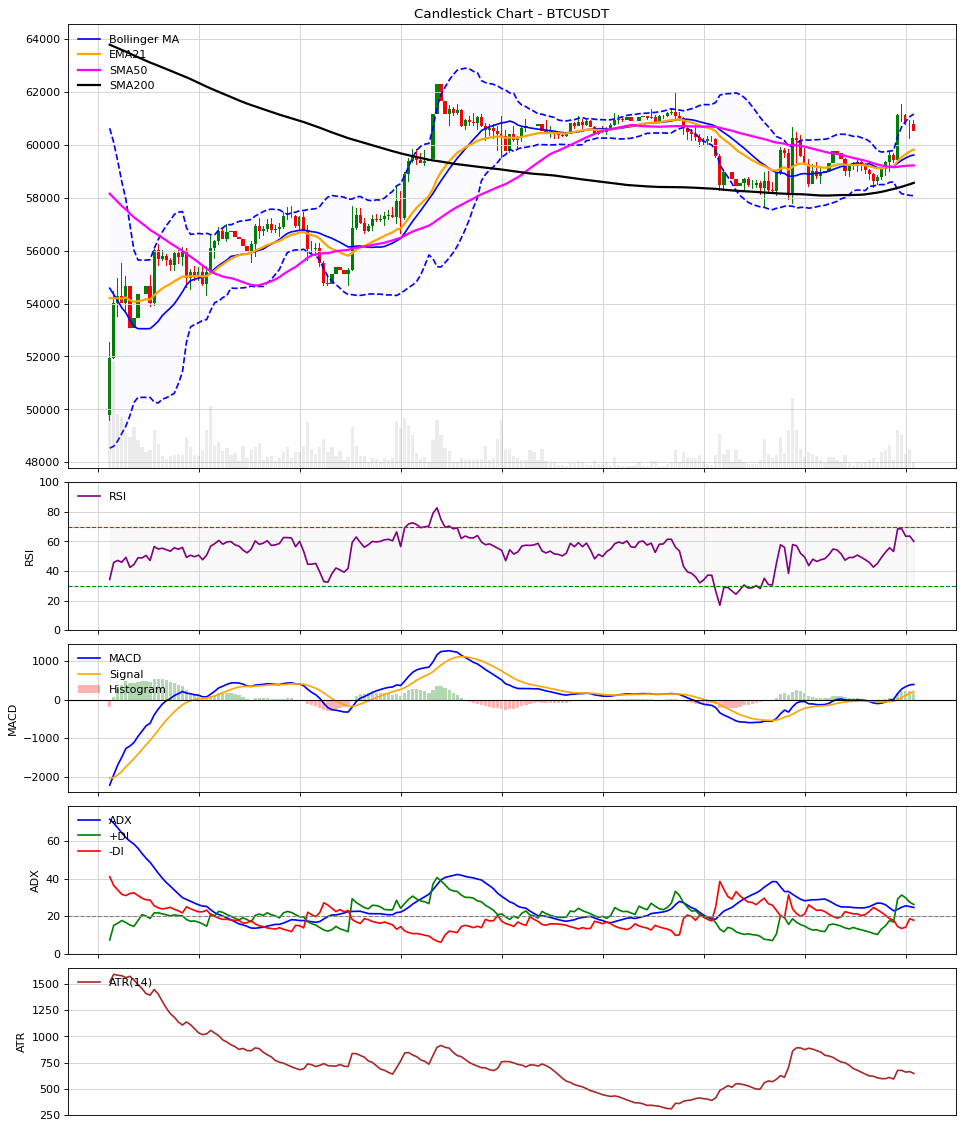 Candlestick Chart - BTCUSDT
64000
62000
60000
58000
56000
54000
52000
50000
48000
Bollinger MA
EMA21
SMA50
SMA200
100
80
60
40
20
0
RSI
RSI
1000
0
−1000
−2000
MACD
MACD
Signal
Histogram
60
40
20
0
ADX
ADX
+DI
-DI
1500
1250
1000
750
500
250
ATR
ATR(14)